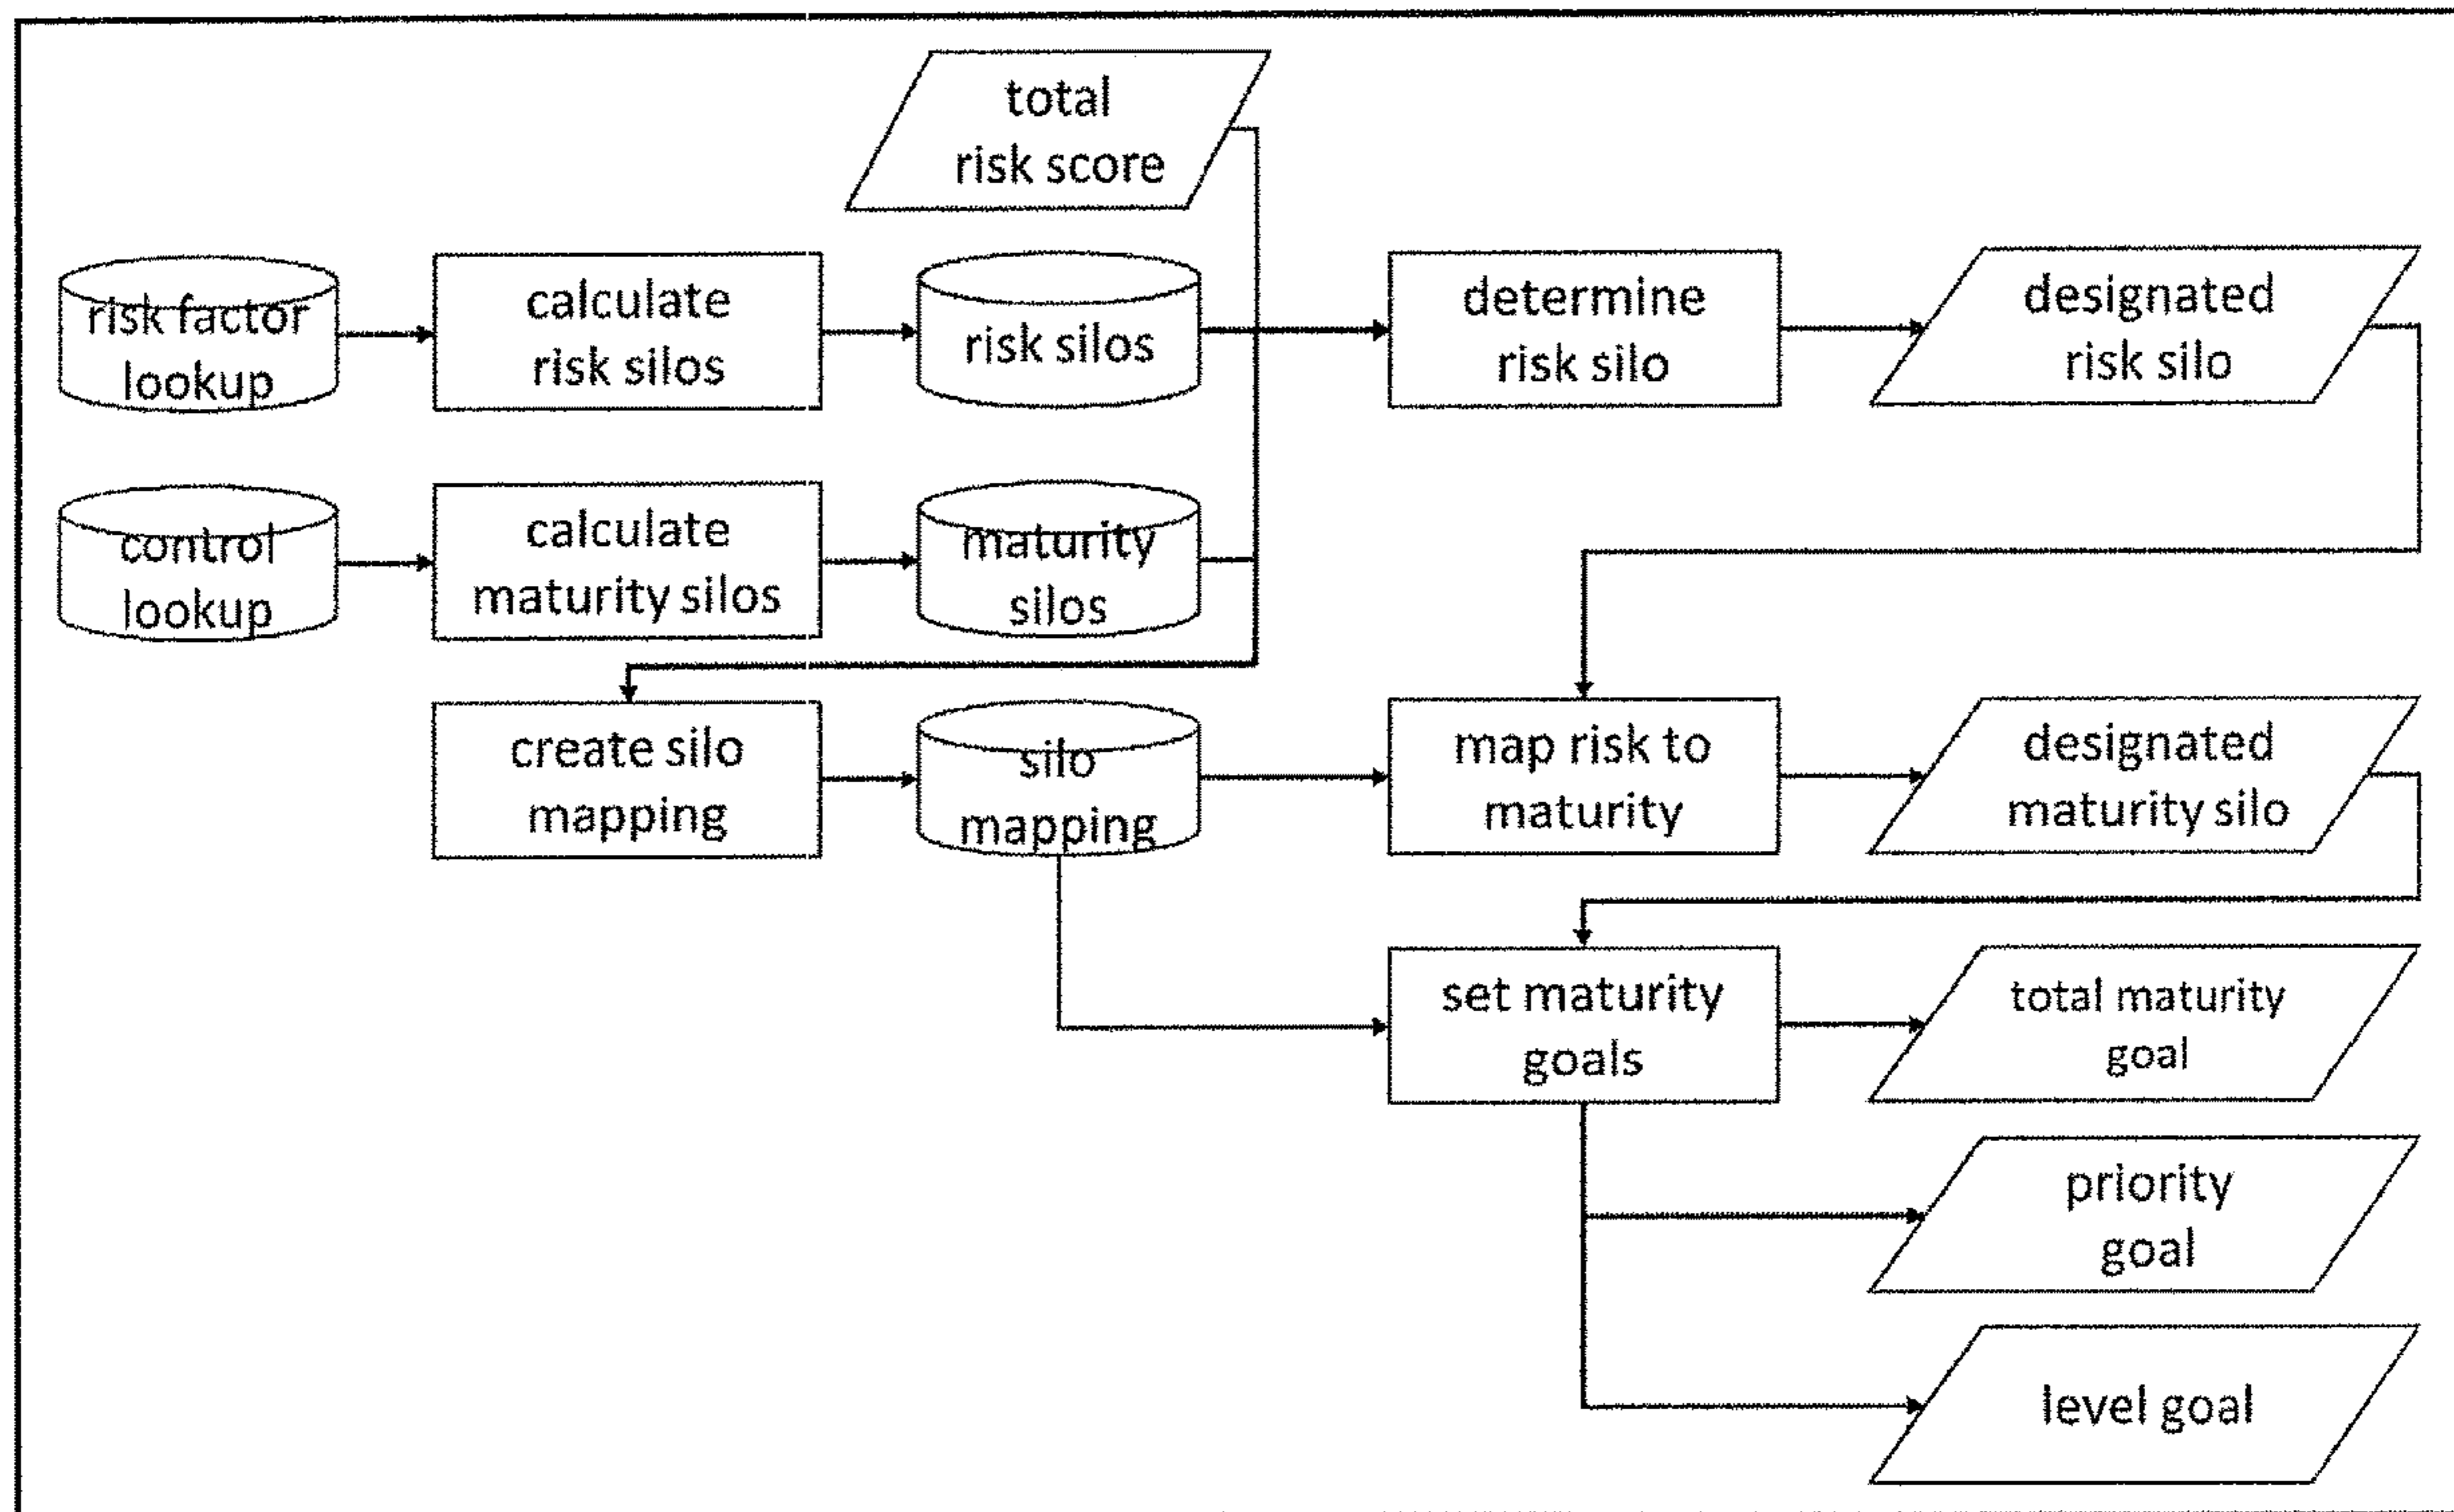 total
risk score
risk factor
lookup
calculate
risk silos
risk silos
determine
risk silo
designated
risk silo
control
lookup
calculate
maturity silos
maturity
silos
create silo
mapping
silo
mapping
map risk to
maturity
designated
maturity silo
set maturity
goals
total maturity
goal
priority
goal
level goal